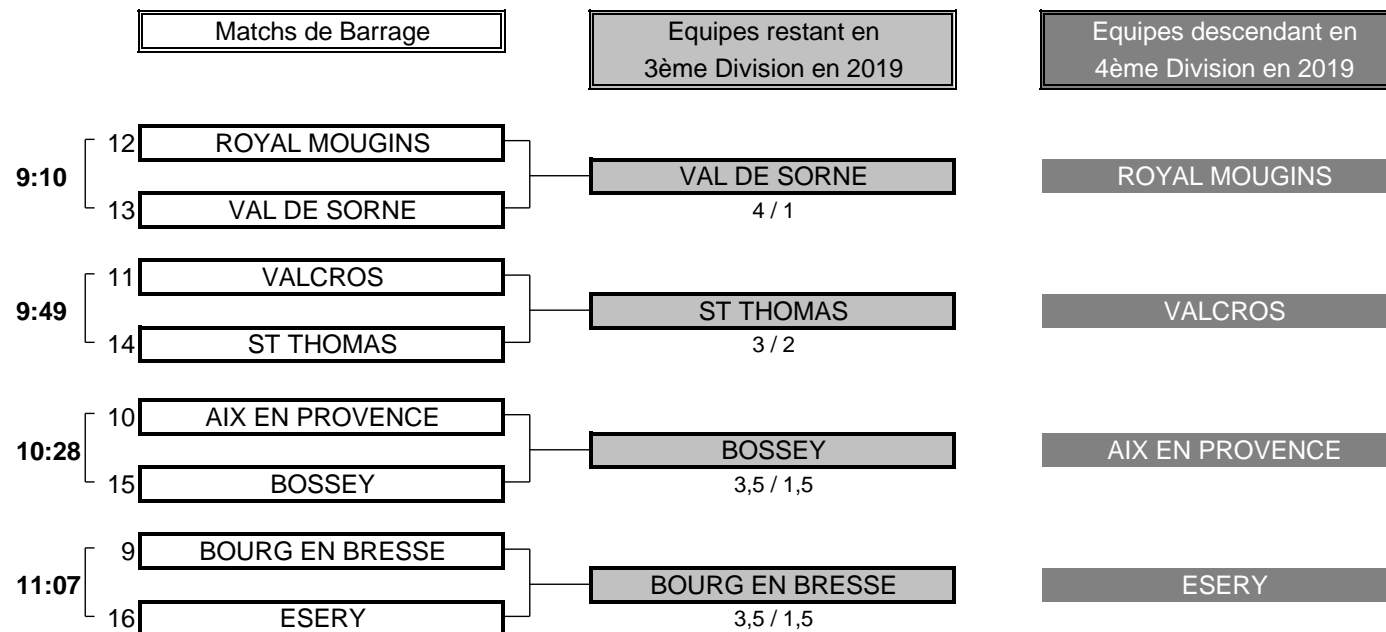 Matchs de Barrage
Equipes restant en
3ème Division en 2019
Equipes descendant en
4ème Division en 2019
9:10
12 ROYAL MOUGINS
13 VAL DE SORNE
VAL DE SORNE
4 / 1
ROYAL MOUGINS
9:49
11 VALCROS
14 ST THOMAS
ST THOMAS
3 / 2
VALCROS
10:28
10 AIX EN PROVENCE
15 BOSSEY
BOSSEY
3,5 / 1,5
AIX EN PROVENCE
11:07
9 BOURG EN BRESSE
16 ESERY
BOURG EN BRESSE
3,5 / 1,5
ESERY